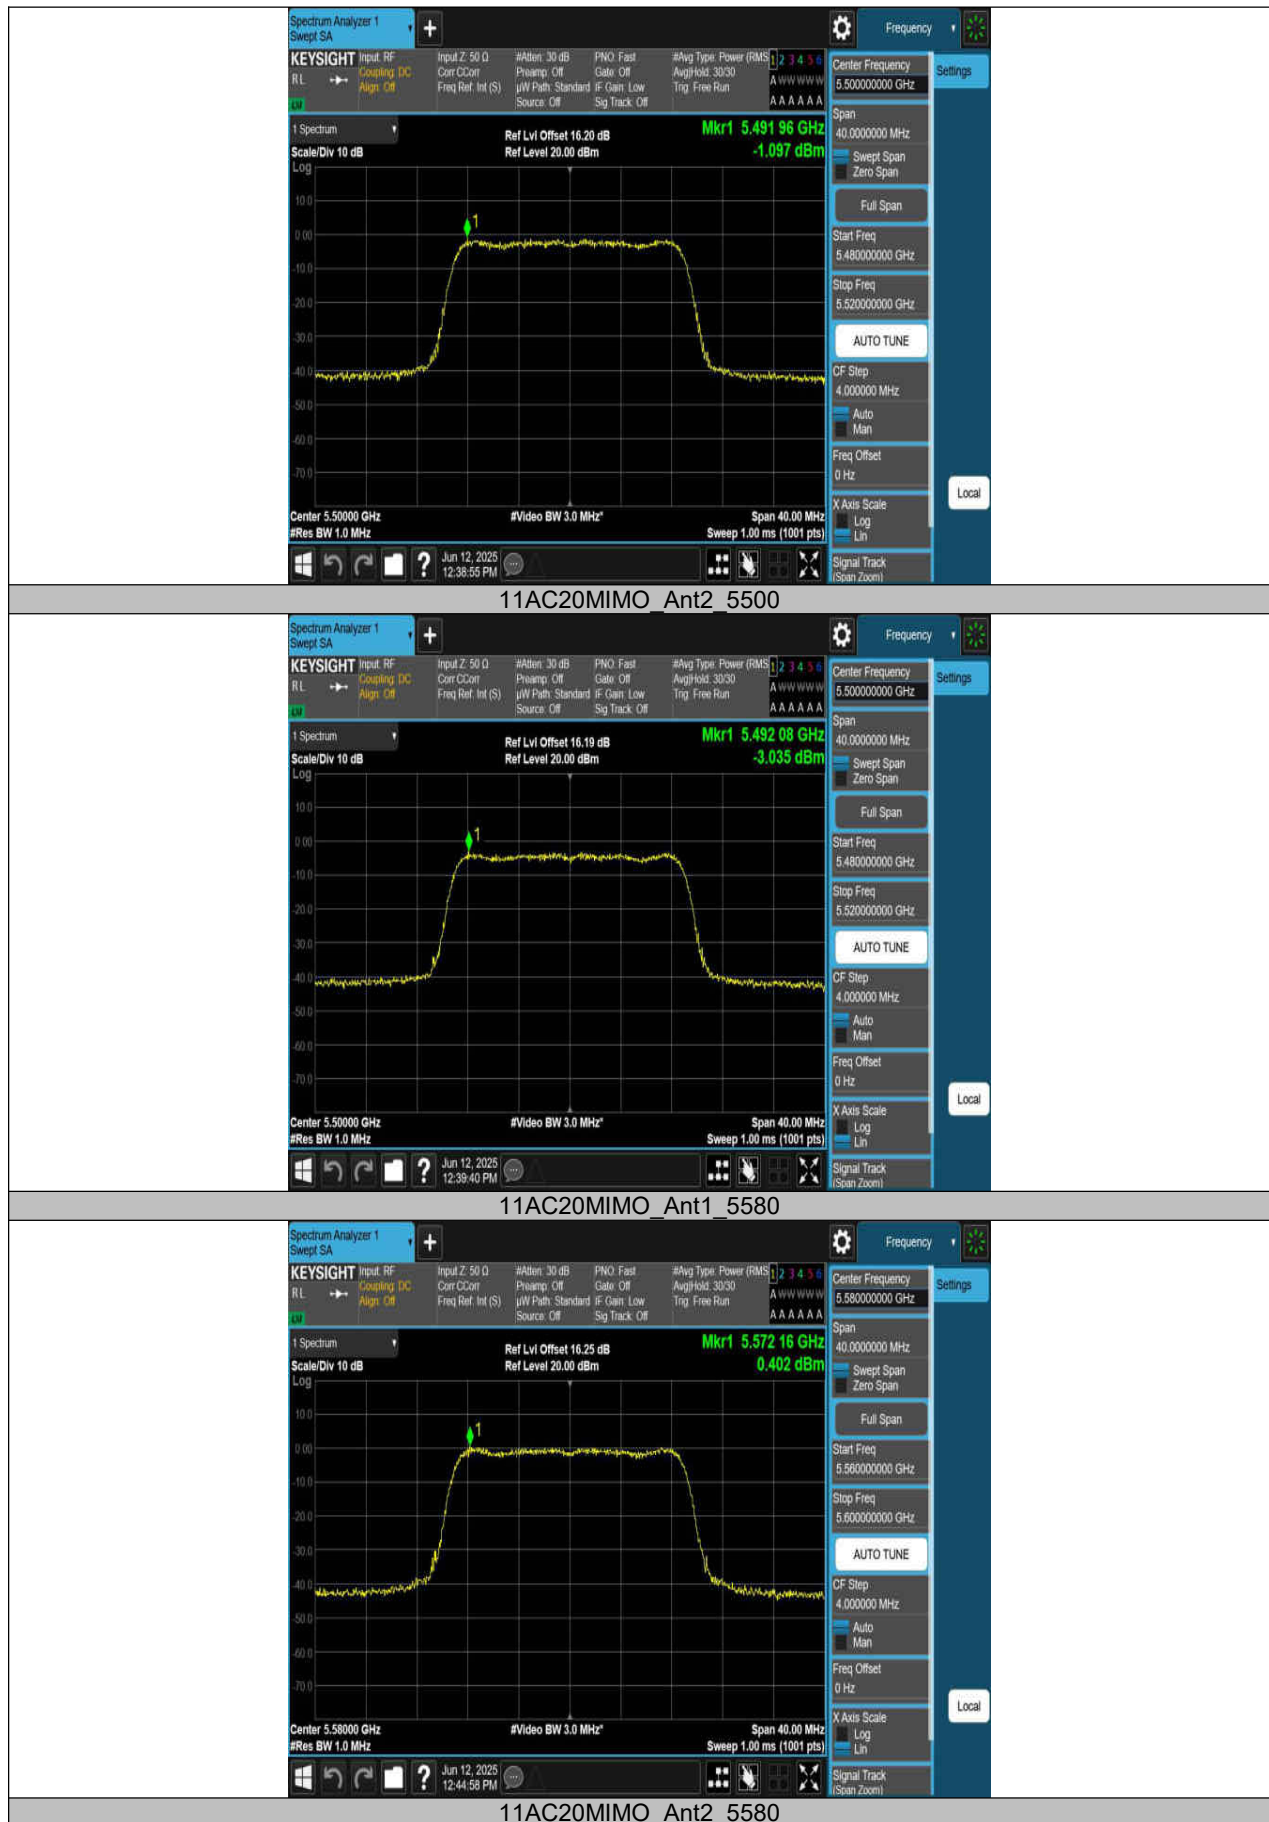 Spectrum Analyzer 1
Swept SA
+
Frequency
KEYSIGHT
RL
LV
Input: RF
Coupling: DC
Align: Off
Input Z: 50 Ω
Corr CCorr
Freq Ref: Int (S)
#Atten: 30 dB
Preamp: Off
µW Path: Standard
Source: Off
PNO: Fast
Gate: Off
IF Gain: Low
Sig Track: Off
#Avg Type: Power (RMS
Avg|Hold: 30/30
Trig: Free Run
1 2 3 4 5 6
A W W W W W
A A A A A A
1 Spectrum
Scale/Div 10 dB
Log
Ref Lvl Offset 16.20 dB
Ref Level 20.00 dBm
Mkr1 5.491 96 GHz
-1.097 dBm
1
10.0
0.00
-10.0
-20.0
-30.0
-40.0
-50.0
-60.0
-70.0
Center 5.50000 GHz
#Res BW 1.0 MHz
#Video BW 3.0 MHz*
Span 40.00 MHz
Sweep 1.00 ms (1001 pts)
?
Jun 12, 2025
12:38:55 PM
Center Frequency
5.500000000 GHz
Settings
Span
40.0000000 MHz
Swept Span
Zero Span
Full Span
Start Freq
5.480000000 GHz
Stop Freq
5.520000000 GHz
AUTO TUNE
CF Step
4.000000 MHz
Auto
Man
Freq Offset
0 Hz
X Axis Scale
Log
Lin
Signal Track
(Span Zoom)
Local
11AC20MIMO_Ant2_5500
Spectrum Analyzer 1
Swept SA
+
Frequency
KEYSIGHT
RL
LV
Input: RF
Coupling: DC
Align: Off
Input Z: 50 Ω
Corr CCorr
Freq Ref: Int (S)
#Atten: 30 dB
Preamp: Off
µW Path: Standard
Source: Off
PNO: Fast
Gate: Off
IF Gain: Low
Sig Track: Off
#Avg Type: Power (RMS
Avg|Hold: 30/30
Trig: Free Run
1 2 3 4 5 6
A W W W W W
A A A A A A
1 Spectrum
Scale/Div 10 dB
Log
Ref Lvl Offset 16.19 dB
Ref Level 20.00 dBm
Mkr1 5.492 08 GHz
-3.035 dBm
1
10.0
0.00
-10.0
-20.0
-30.0
-40.0
-50.0
-60.0
-70.0
Center 5.50000 GHz
#Res BW 1.0 MHz
#Video BW 3.0 MHz*
Span 40.00 MHz
Sweep 1.00 ms (1001 pts)
?
Jun 12, 2025
12:39:40 PM
Center Frequency
5.500000000 GHz
Settings
Span
40.0000000 MHz
Swept Span
Zero Span
Full Span
Start Freq
5.480000000 GHz
Stop Freq
5.520000000 GHz
AUTO TUNE
CF Step
4.000000 MHz
Auto
Man
Freq Offset
0 Hz
X Axis Scale
Log
Lin
Signal Track
(Span Zoom)
Local
11AC20MIMO_Ant1_5580
Spectrum Analyzer 1
Swept SA
+
Frequency
KEYSIGHT
RL
LV
Input: RF
Coupling: DC
Align: Off
Input Z: 50 Ω
Corr CCorr
Freq Ref: Int (S)
#Atten: 30 dB
Preamp: Off
µW Path: Standard
Source: Off
PNO: Fast
Gate: Off
IF Gain: Low
Sig Track: Off
#Avg Type: Power (RMS
Avg|Hold: 30/30
Trig: Free Run
1 2 3 4 5 6
A W W W W W
A A A A A A
1 Spectrum
Scale/Div 10 dB
Log
Ref Lvl Offset 16.25 dB
Ref Level 20.00 dBm
Mkr1 5.572 16 GHz
0.402 dBm
1
10.0
0.00
-10.0
-20.0
-30.0
-40.0
-50.0
-60.0
-70.0
Center 5.58000 GHz
#Res BW 1.0 MHz
#Video BW 3.0 MHz*
Span 40.00 MHz
Sweep 1.00 ms (1001 pts)
?
Jun 12, 2025
12:44:58 PM
Center Frequency
5.580000000 GHz
Settings
Span
40.0000000 MHz
Swept Span
Zero Span
Full Span
Start Freq
5.560000000 GHz
Stop Freq
5.600000000 GHz
AUTO TUNE
CF Step
4.000000 MHz
Auto
Man
Freq Offset
0 Hz
X Axis Scale
Log
Lin
Signal Track
(Span Zoom)
Local
11AC20MIMO_Ant2_5580